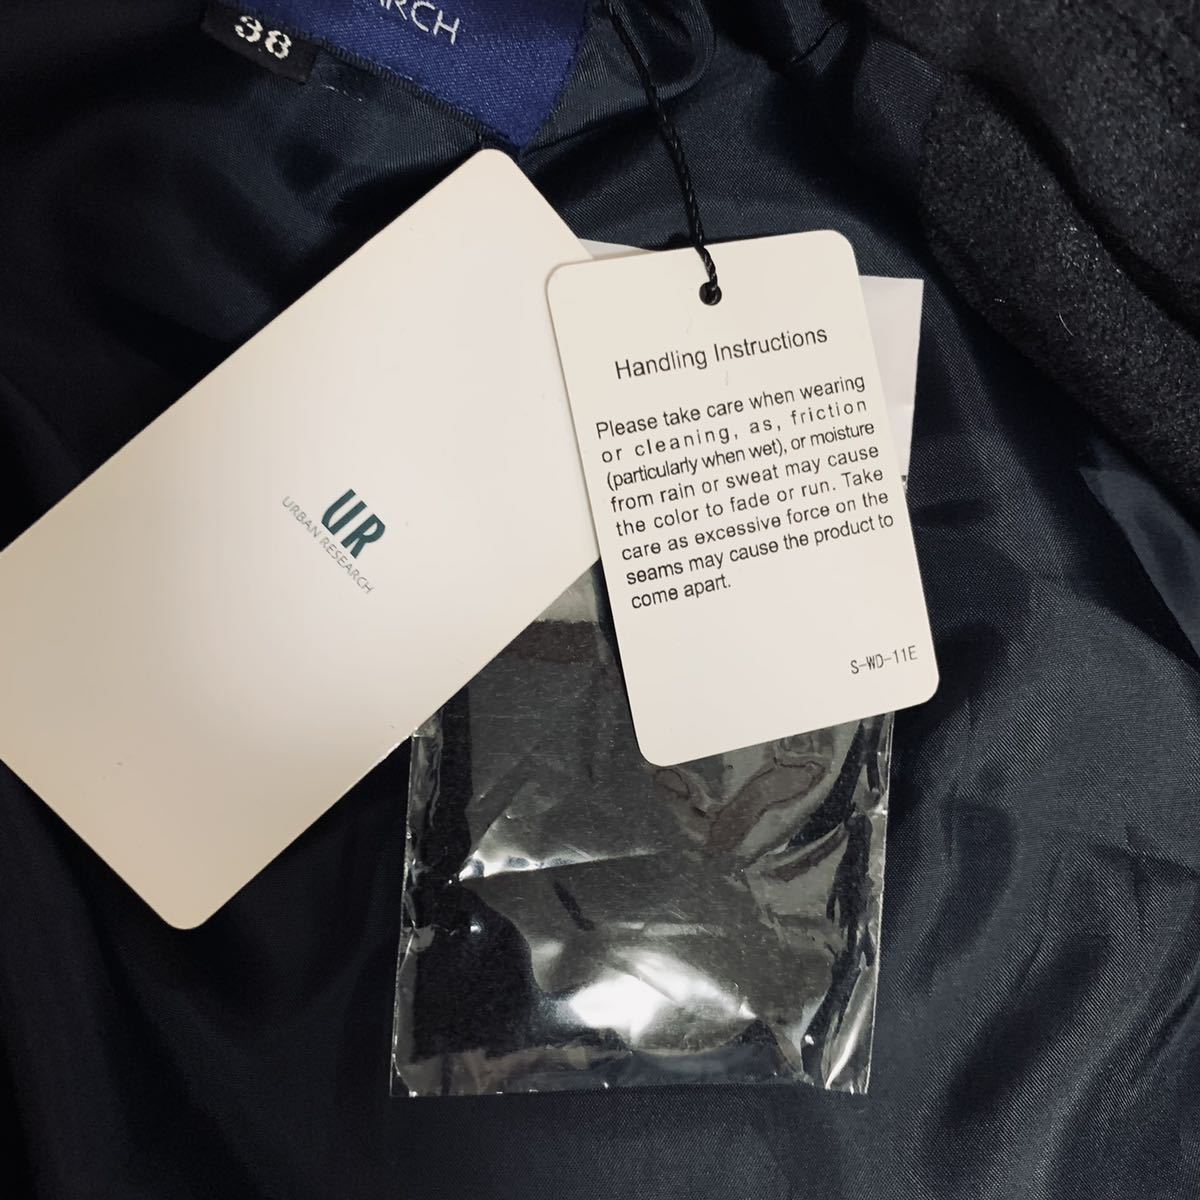 38
ARCH
UR
URBAN RESEARCH
Handling Instructions
Please take care when wearing
or cleaning, as, friction
(particularly when wet), or moisture
from rain or sweat may cause
the color to fade or run. Take
care as excessive force on the
seams may cause the product to
come apart.
S-WD-11E